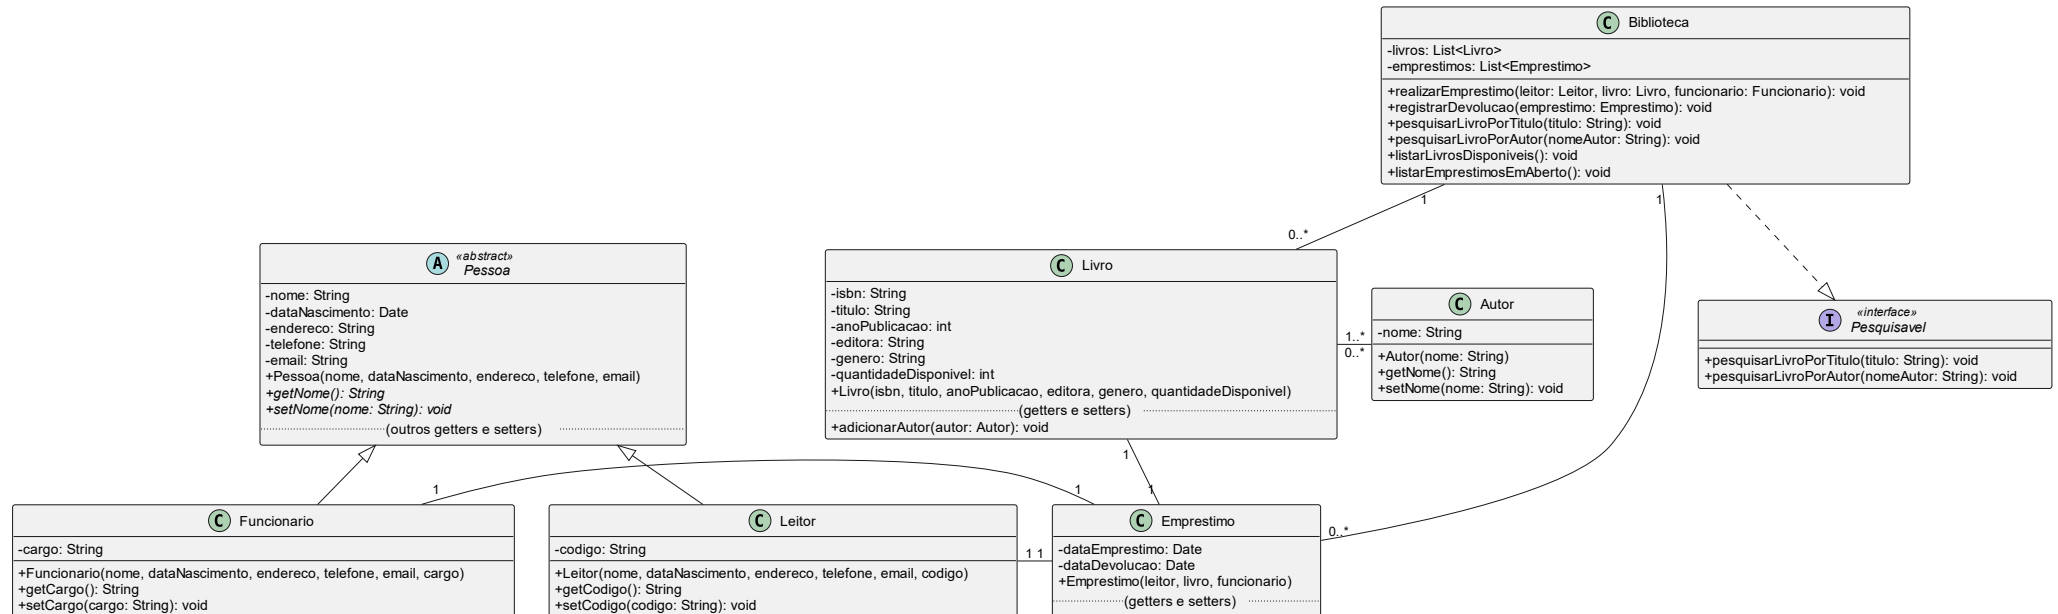 C Biblioteca
-livros: List<Livro>
-emprestimos: List<Emprestimo>
+realizarEmprestimo(leitor: Leitor, livro: Livro, funcionario: Funcionario): void
+registrarDevolucao(emprestimo: Emprestimo): void
+pesquisarLivroPorTitulo(titulo: String): void
+pesquisarLivroPorAutor(nomeAutor: String): void
+listarLivrosDisponiveis(): void
+listarEmprestimosEmAberto(): void
1
1
0..*
A «abstract»
Pessoa
-nome: String
-dataNascimento: Date
-endereco: String
-telefone: String
-email: String
+Pessoa(nome, dataNascimento, endereco, telefone, email)
+getNome(): String
+setNome(nome: String): void
(outros getters e setters)
C Livro
-isbn: String
-titulo: String
-anoPublicacao: int
-editora: String
-genero: String
-quantidadeDisponivel: int
+Livro(isbn, titulo, anoPublicacao, editora, genero, quantidadeDisponivel)
(getters e setters)
+adicionarAutor(autor: Autor): void
1..*
0..*
C Autor
-nome: String
+Autor(nome: String)
+getNome(): String
+setNome(nome: String): void
I «interface»
Pesquisavel
+pesquisarLivroPorTitulo(titulo: String): void
+pesquisarLivroPorAutor(nomeAutor: String): void
1
1
1
1
C Funcionario
-cargo: String
+Funcionario(nome, dataNascimento, endereco, telefone, email, cargo)
+getCargo(): String
+setCargo(cargo: String): void
C Leitor
-codigo: String
+Leitor(nome, dataNascimento, endereco, telefone, email, codigo)
+getCodigo(): String
+setCodigo(codigo: String): void
1 1
C Emprestimo
-dataEmprestimo: Date
-dataDevolucao: Date
+Emprestimo(leitor, livro, funcionario)
(getters e setters)
0..*